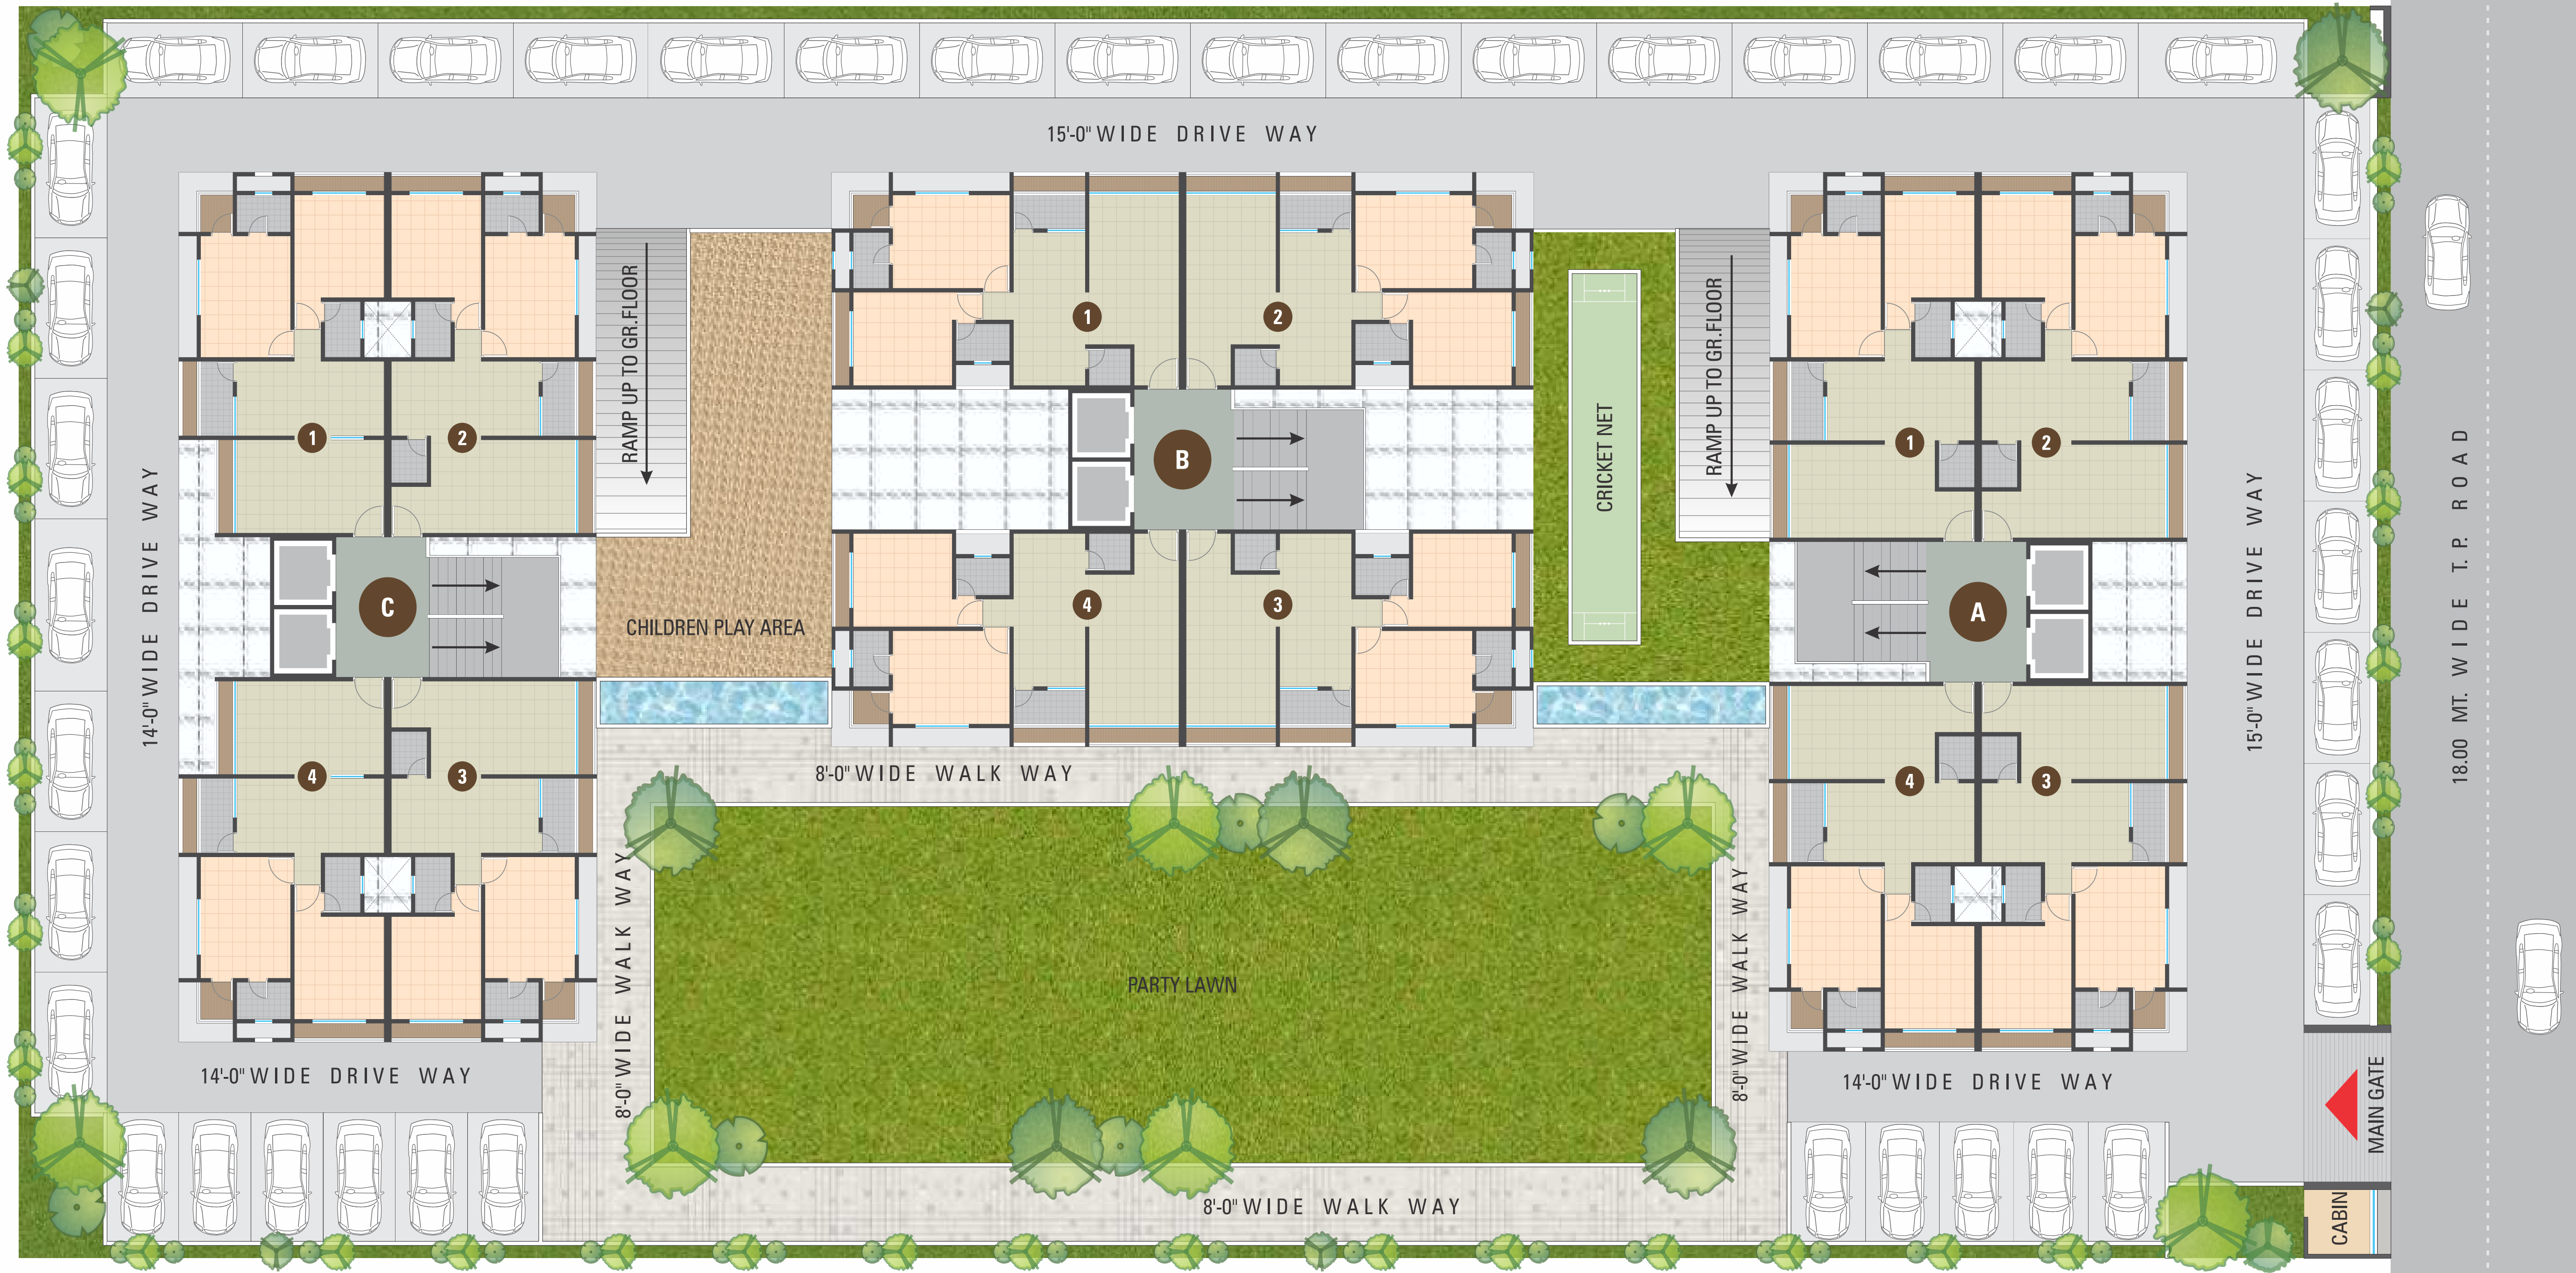 15'-0" WIDE DRIVE WAY
14'-0" WIDE DRIVE WAY
1
2
C
4
3
14'-0" WIDE DRIVE WAY
RAMP UP TO GR.FLOOR
CHILDREN PLAY AREA
1
2
B
4
3
CRICKET NET
RAMP UP TO GR.FLOOR
1
2
A
4
3
15'-0" WIDE DRIVE WAY
18.00 MT. WIDE T.P. ROAD
8'-0" WIDE WALK WAY
8'-0" WIDE WALK WAY
PARTY LAWN
8'-0" WIDE WALK WAY
8'-0" WIDE WALK WAY
14'-0" WIDE DRIVE WAY
MAIN GATE
CABIN